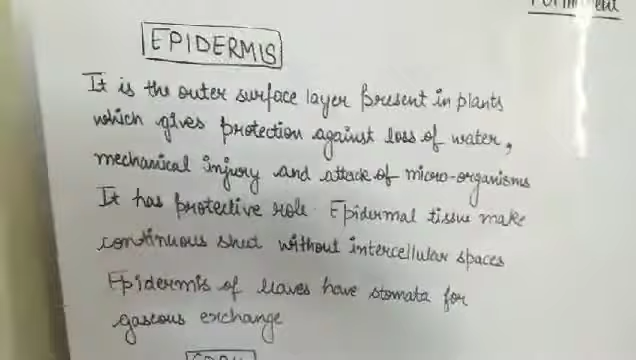 EPIDERMIS
It is the outer surface layer present in plants
which gives protection against loss of water,
mechanical injury and attack of micro-organisms
It has protective role. Epidermal tissue make
continuous sheet without intercellular spaces
Epidermis of leaves have stomata for
gaseous exchange